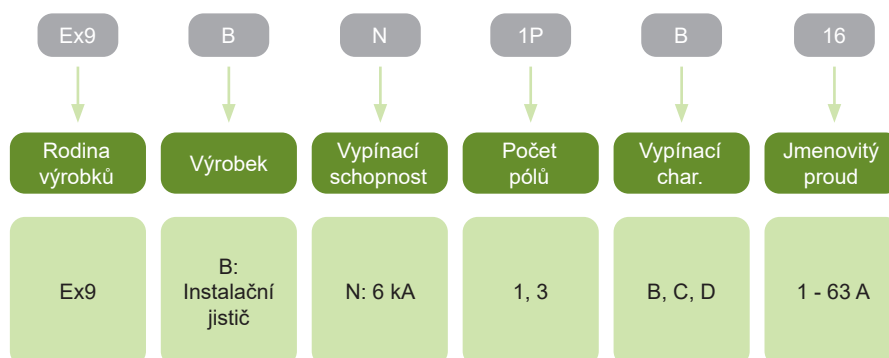 Ex9 B N 1P B 16
Rodina výrobků
Výrobek
Vypínací schopnost
Počet pólů
Vypínací char.
Jmenovitý proud
Ex9
B: Instalační jistič
N: 6 kA
1, 3
B, C, D
1 - 63 A